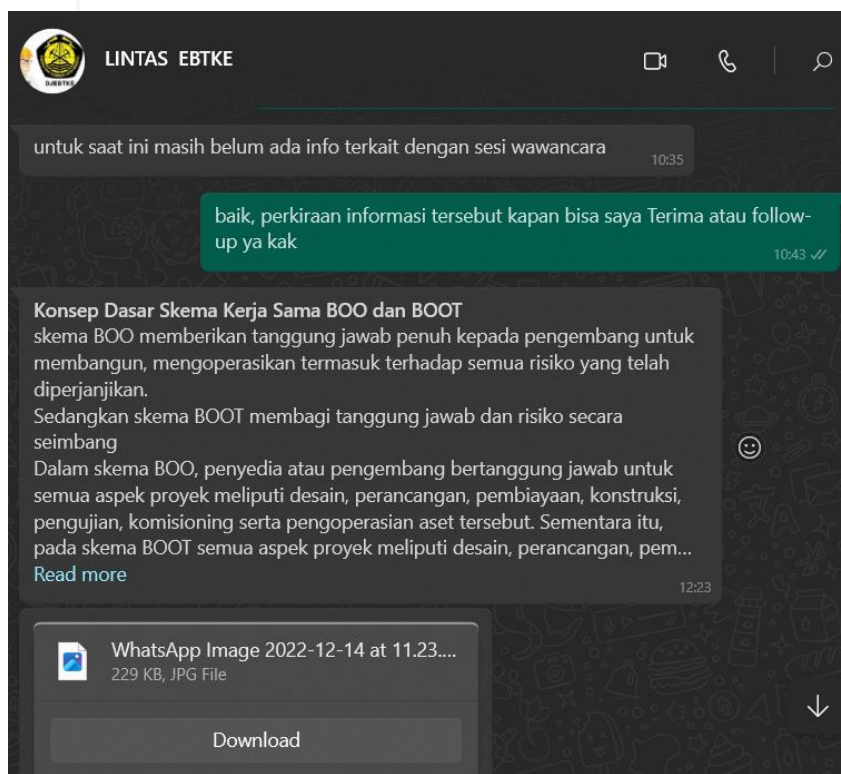 DJEBTKE
LINTAS EBTKE
untuk saat ini masih belum ada info terkait dengan sesi wawancara
10:35
baik, perkiraan informasi tersebut kapan bisa saya Terima atau follow-
up ya kak
10:43
Konsep Dasar Skema Kerja Sama BOO dan BOOT
skema BOO memberikan tanggung jawab penuh kepada pengembang untuk
membangun, mengoperasikan termasuk terhadap semua risiko yang telah
diperjanjikan.
Sedangkan skema BOOT membagi tanggung jawab dan risiko secara
seimbang
Dalam skema BOO, penyedia atau pengembang bertanggung jawab untuk
semua aspek proyek meliputi desain, perancangan, pembiayaan, konstruksi,
pengujian, komisioning serta pengoperasian aset tersebut. Sementara itu,
pada skema BOOT semua aspek proyek meliputi desain, perancangan, pem...
Read more
12:23
WhatsApp Image 2022-12-14 at 11.23....
229 KB, JPG File
Download